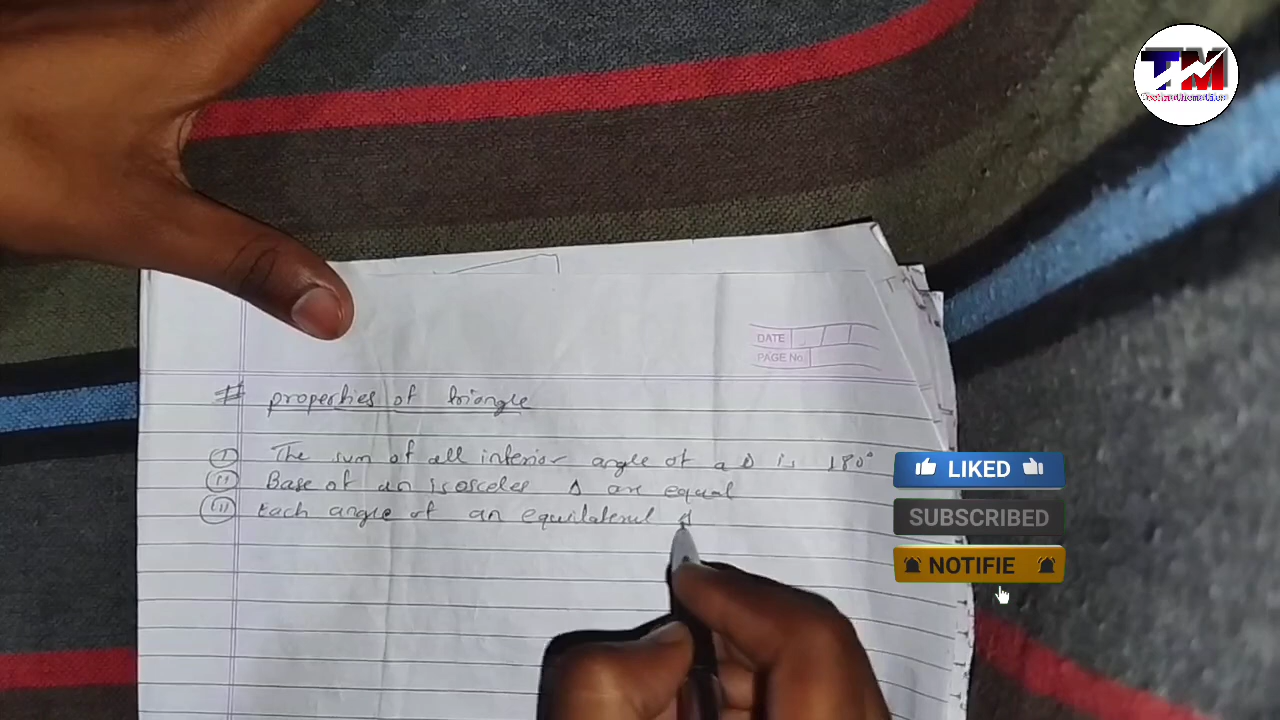 TM
DATE
PAGE No.
# properties of triangle
(I) The sum of all interior angle of a Δ is 180°
(II) Base of an isosceles Δ are equal
(III) Each angle of an equilateral Δ
LIKED
SUBSCRIBED
NOTIFIE